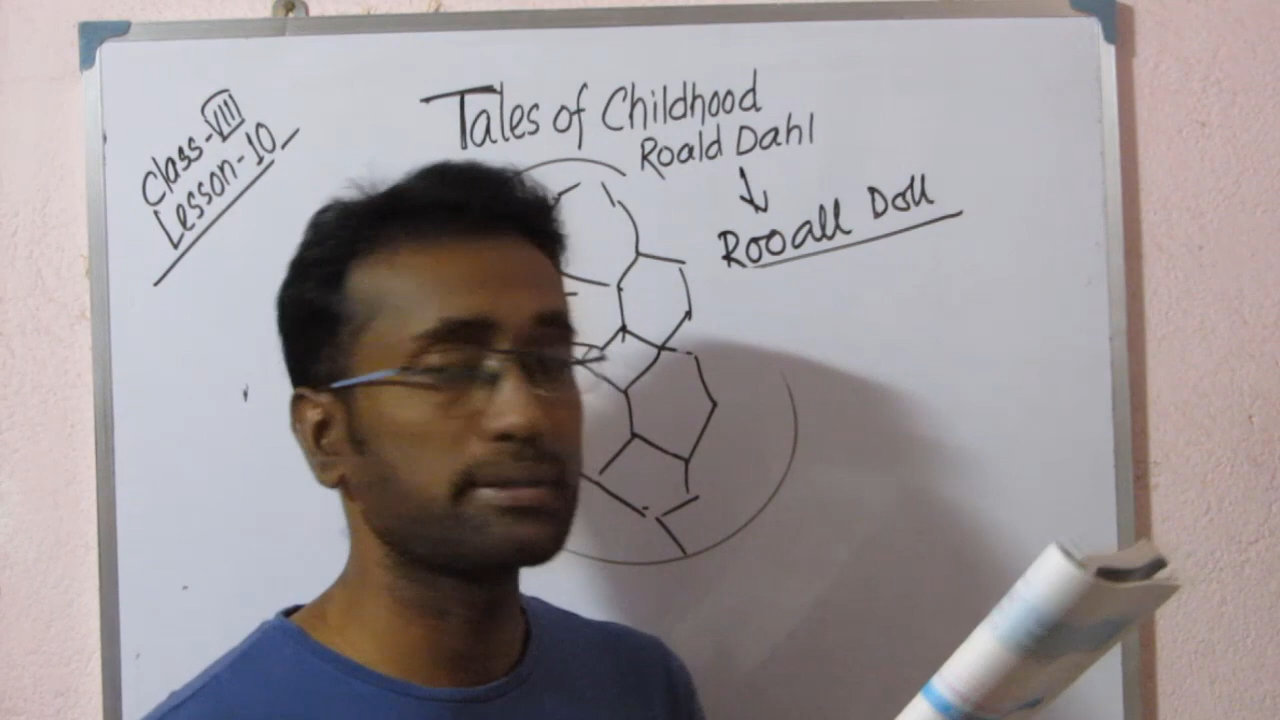 Class-VIII
Lesson-10
Tales of Childhood
Roald Dahl
Rooall Doll